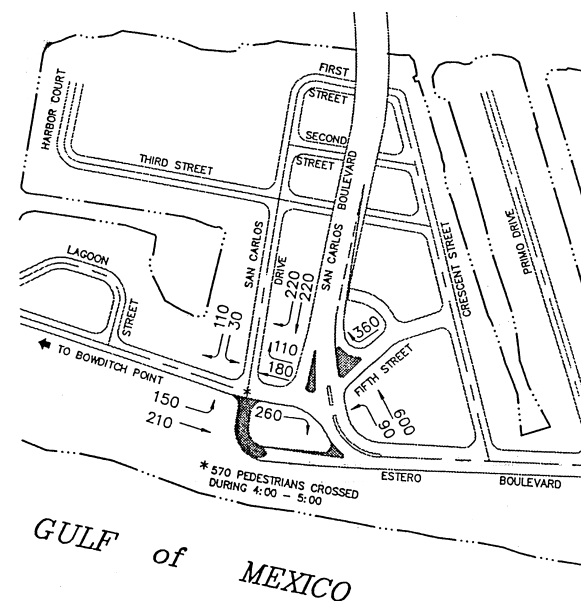 FIRST
STREET
HARBOR COURT
SECOND
STREET
THIRD STREET
SAN CARLOS
DRIVE
SAN CARLOS BOULEVARD
CRESCENT STREET
PRIMO DRIVE
LAGOON
STREET
220
220
110
30
110
180
360
FIFTH STREET
TO BOWDITCH POINT
150
210
260
600
90
* 570 PEDESTRIANS CROSSED
DURING 4:00 - 5:00
ESTERO BOULEVARD
GULF of MEXICO